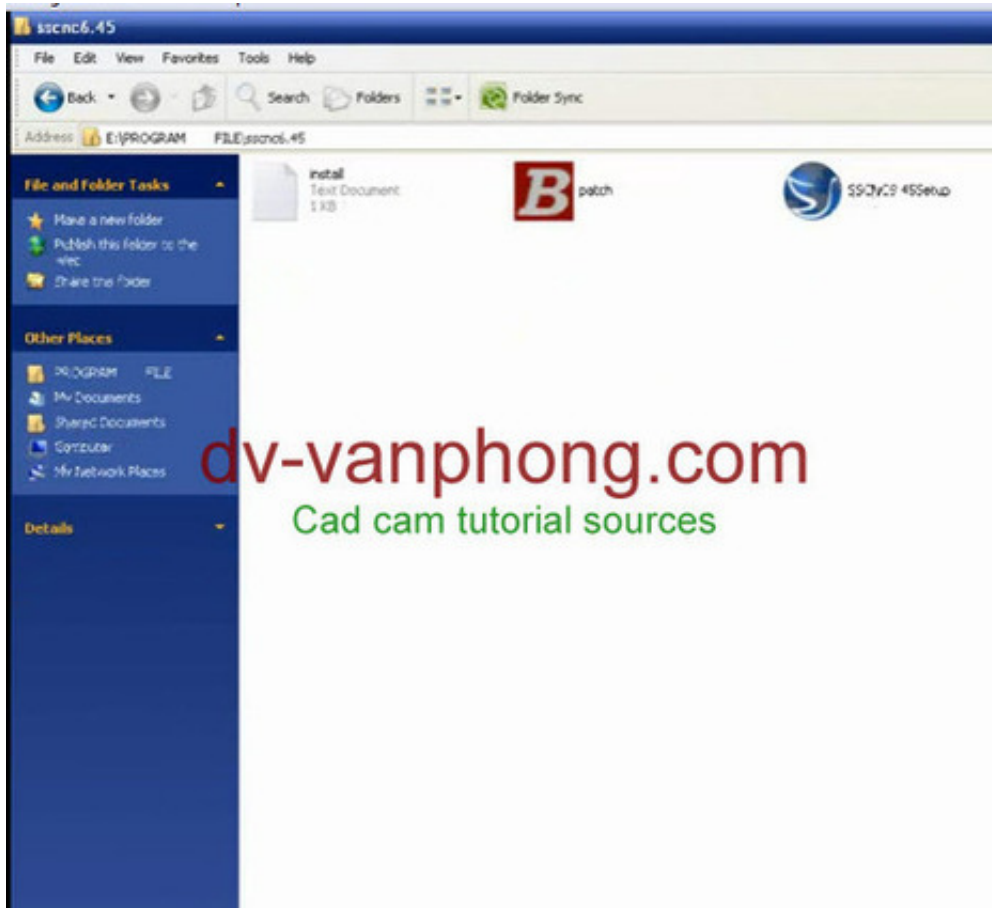 sscnc6.45
File Edit View Favorites Tools Help
Back Search Folders Folder Sync
Address E:\PROGRAM FILE\sscnc6.45
File and Folder Tasks
Make a new folder
Publish this folder to the
Share this folder
Other Places
PROGRAM FILE
My Documents
Shared Documents
Computer
My Network Places
Details
install
Text Document
1 KB
patch
dv-vanphong.com
Cad cam tutorial sources